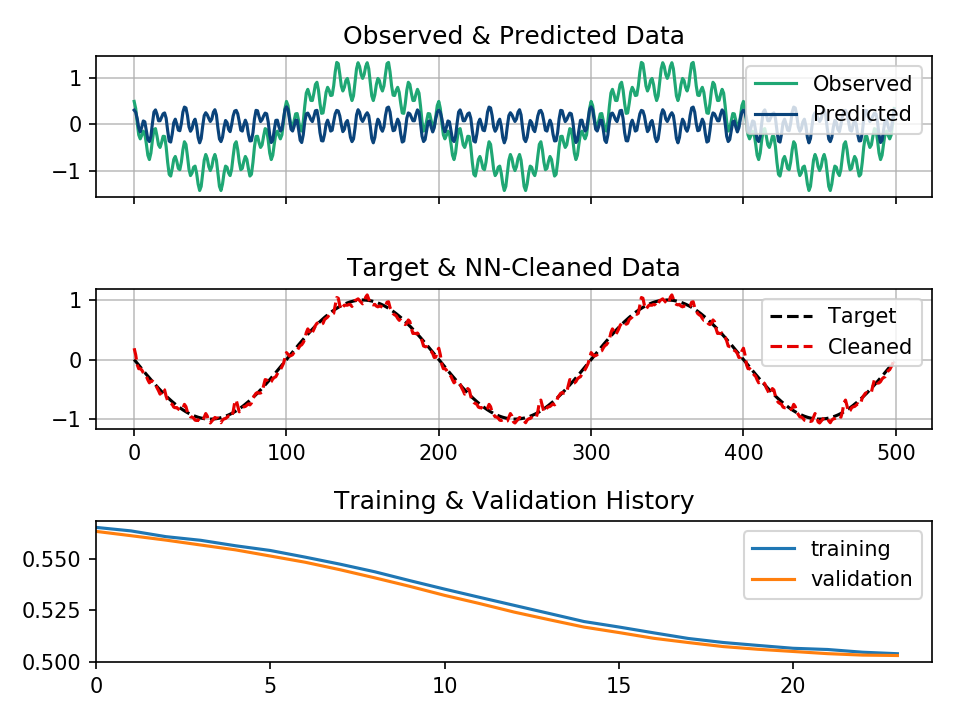 Observed & Predicted Data
1
0
−1
Observed
Predicted
Target & NN-Cleaned Data
1
0
−1
Target
Cleaned
0 100 200 300 400 500
Training & Validation History
0.550
0.525
0.500
training
validation
0 5 10 15 20